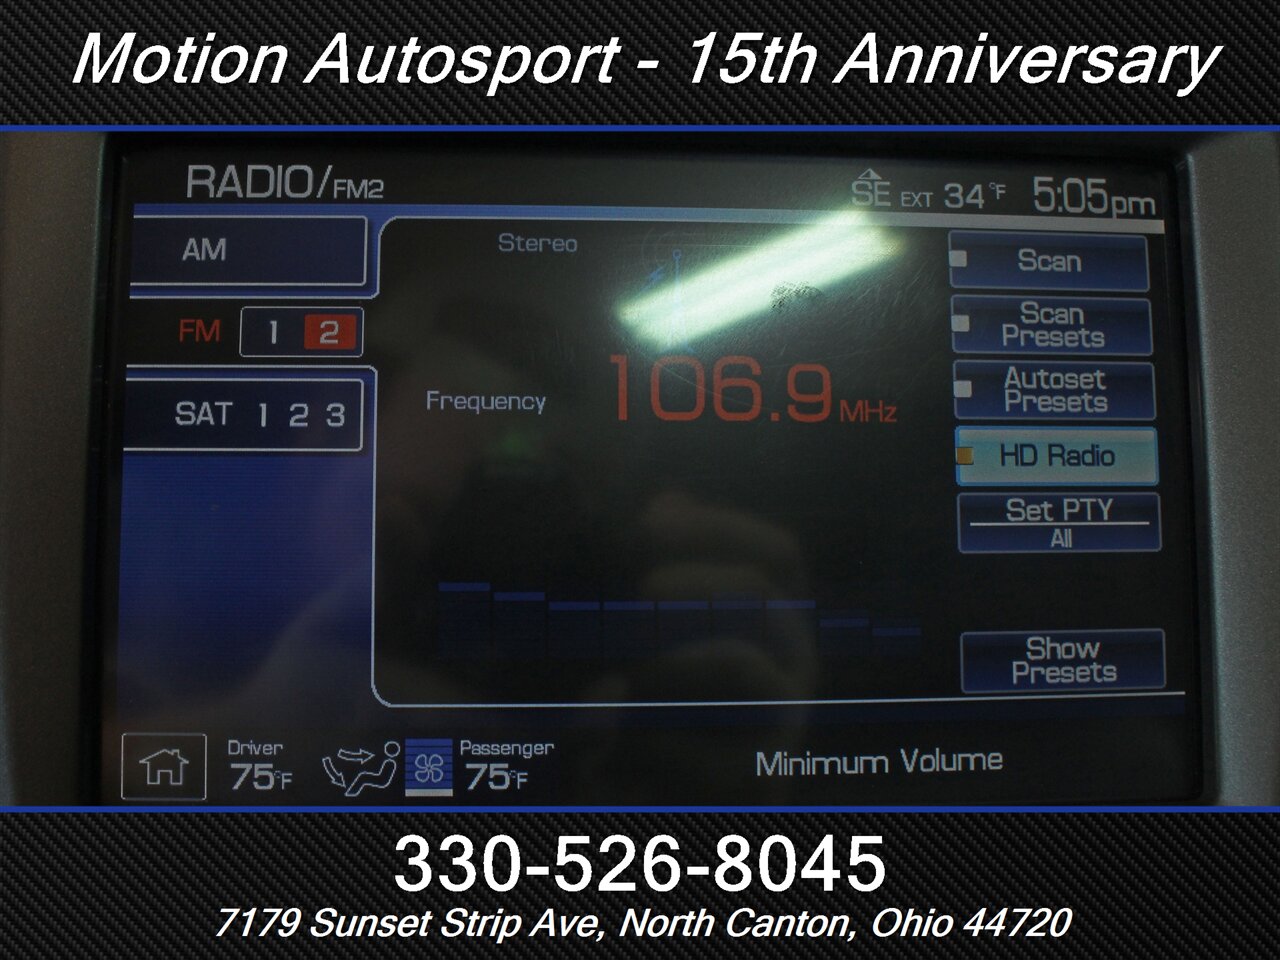 Motion Autosport - 15th Anniversary
RADIO/FM2
SE EXT 34°F 5:05pm
AM
Stereo
Scan
FM 1 2
Scan
Presets
Frequency 106.9 MHz
Autoset
Presets
SAT 1 2 3
HD Radio
Set PTY
All
Show
Presets
Driver
75°F
Passenger
75°F
Minimum Volume
330-526-8045
7179 Sunset Strip Ave, North Canton, Ohio 44720